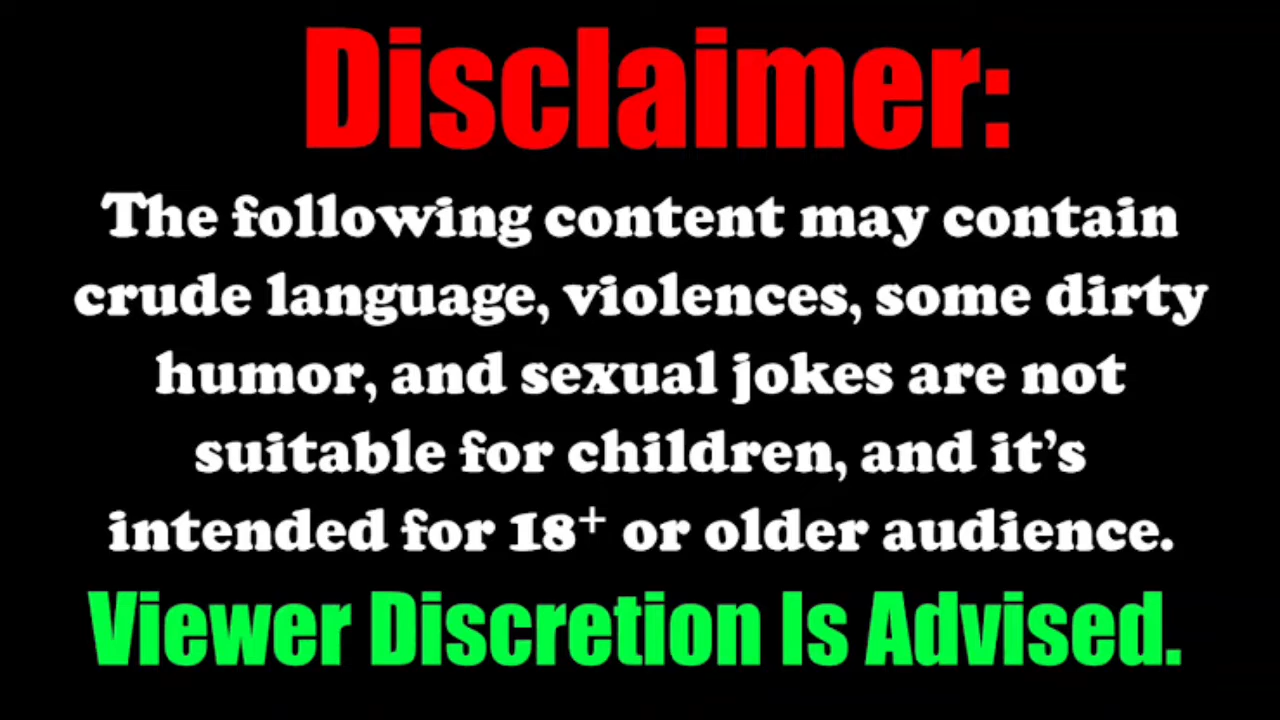 Disclaimer:
The following content may contain
crude language, violences, some dirty
humor, and sexual jokes are not
suitable for children, and it’s
intended for 18⁺ or older audience.
Viewer Discretion Is Advised.